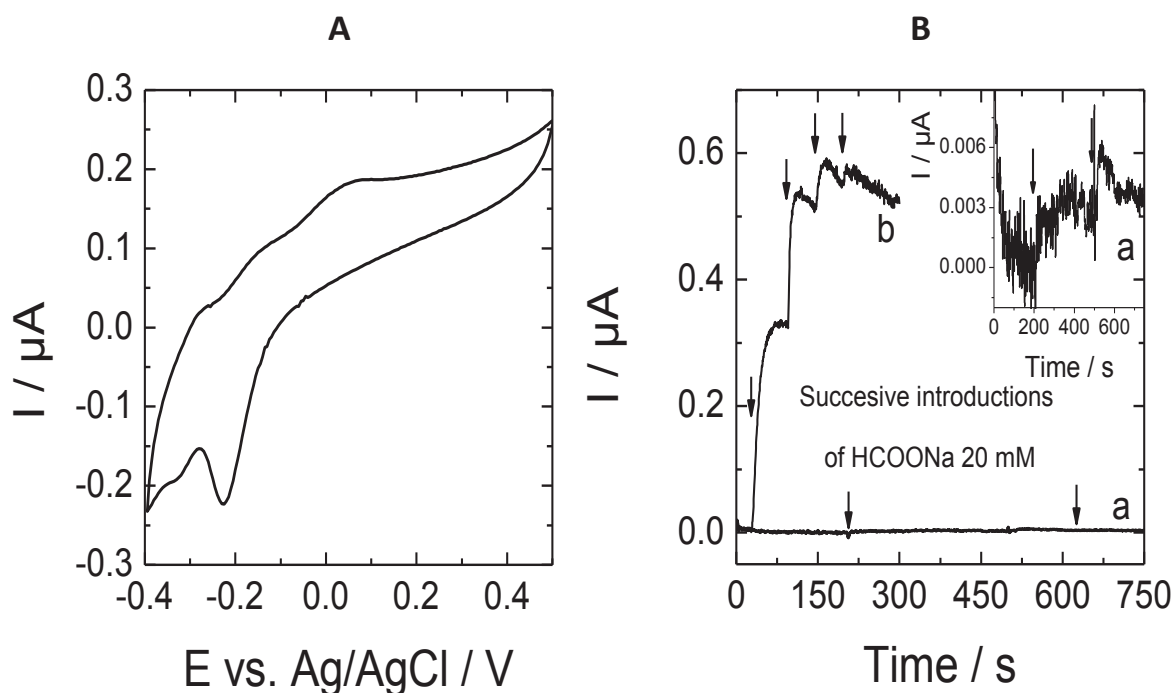 A
0.3
0.2
0.1
0.0
-0.1
-0.2
-0.3
I / µA
-0.4 -0.2 0.0 0.2 0.4
E vs. Ag/AgCl / V
B
0.6
0.4
0.2
0.0
I / µA
b
I / µA
0.006
0.003
0.000
a
0 200 400 600
Time / s
Succesive introductions
of HCOONa 20 mM
a
0 150 300 450 600 750
Time / s